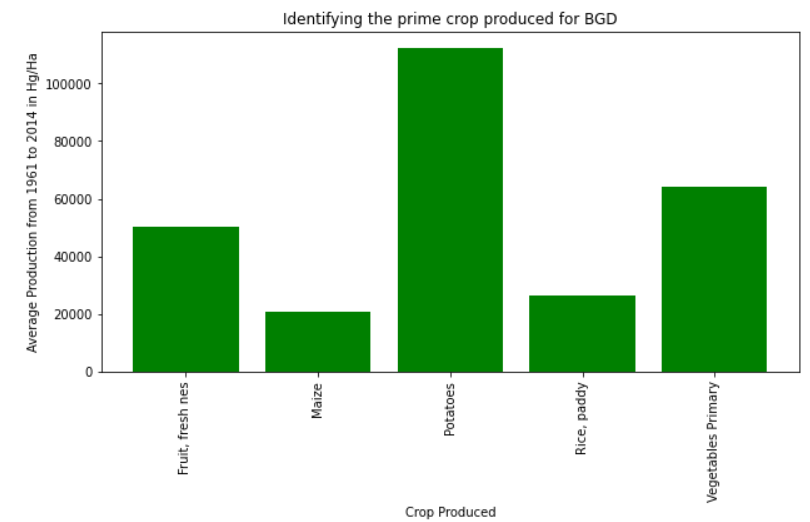 Identifying the prime crop produced for BGD
Average Production from 1961 to 2014 in Hg/Ha
100000
80000
60000
40000
20000
0
Fruit, fresh nes
Maize
Potatoes
Rice, paddy
Vegetables Primary
Crop Produced